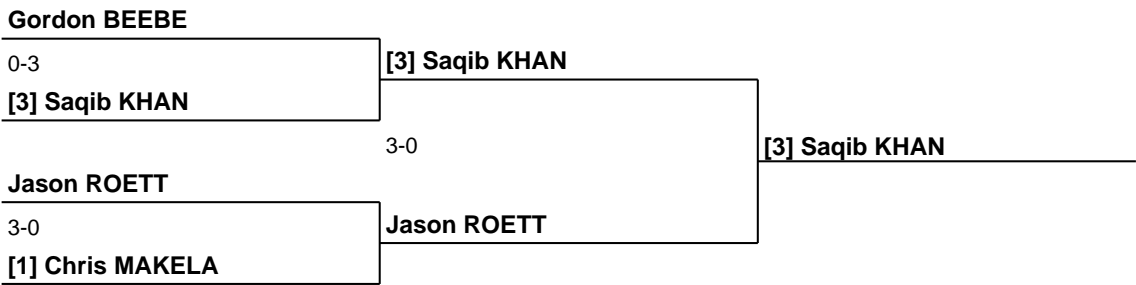 Gordon BEEBE
0-3
[3] Saqib KHAN
[3] Saqib KHAN
3-0
[3] Saqib KHAN
Jason ROETT
3-0
Jason ROETT
[1] Chris MAKELA